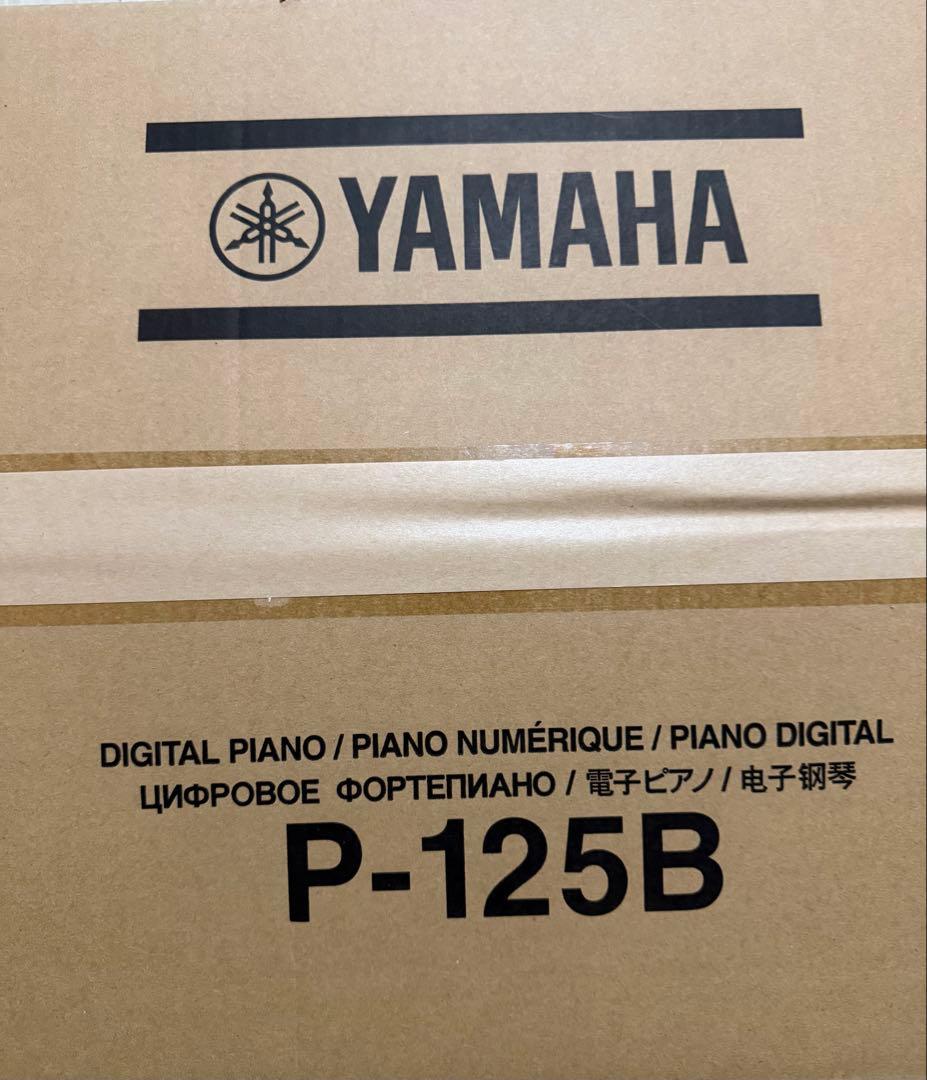 YAMAHA
DIGITAL PIANO / PIANO NUMÉRIQUE / PIANO DIGITAL
ЦИФРОВОЕ ФОРТЕПИАНО / 電子ピアノ / 电子钢琴
P-125B